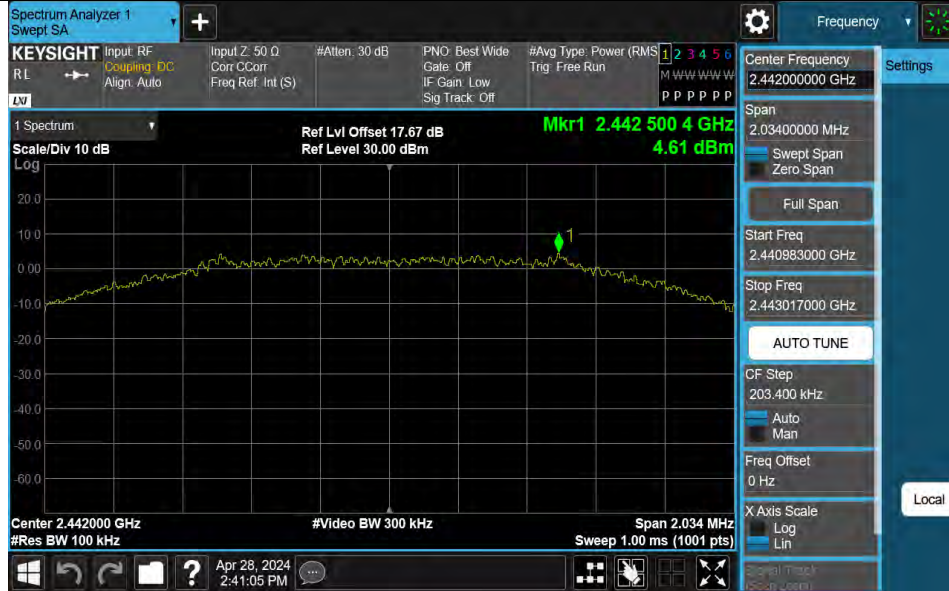 Spectrum Analyzer 1
Swept SA
+
Frequency
KEYSIGHT
RL
LXI
Input: RF
Coupling: DC
Align: Auto
Input Z: 50 Ω
Corr CCorr
Freq Ref: Int (S)
#Atten: 30 dB
PNO: Best Wide
Gate: Off
IF Gain: Low
Sig Track: Off
#Avg Type: Power (RMS
Trig: Free Run
1 2 3 4 5 6
M W W W W W
P P P P P P
1 Spectrum
Scale/Div 10 dB
Log
Ref Lvl Offset 17.67 dB
Ref Level 30.00 dBm
Mkr1 2.442 500 4 GHz
4.61 dBm
20.0
10.0
0.00
-10.0
-20.0
-30.0
-40.0
-50.0
-60.0
1
Center 2.442000 GHz
#Res BW 100 kHz
#Video BW 300 kHz
Span 2.034 MHz
Sweep 1.00 ms (1001 pts)
Apr 28, 2024
2:41:05 PM
Center Frequency
2.442000000 GHz
Span
2.03400000 MHz
Swept Span
Zero Span
Full Span
Start Freq
2.440983000 GHz
Stop Freq
2.443017000 GHz
AUTO TUNE
CF Step
203.400 kHz
Auto
Man
Freq Offset
0 Hz
X Axis Scale
Log
Lin
Signal Track
(Span Zoom)
Settings
Local